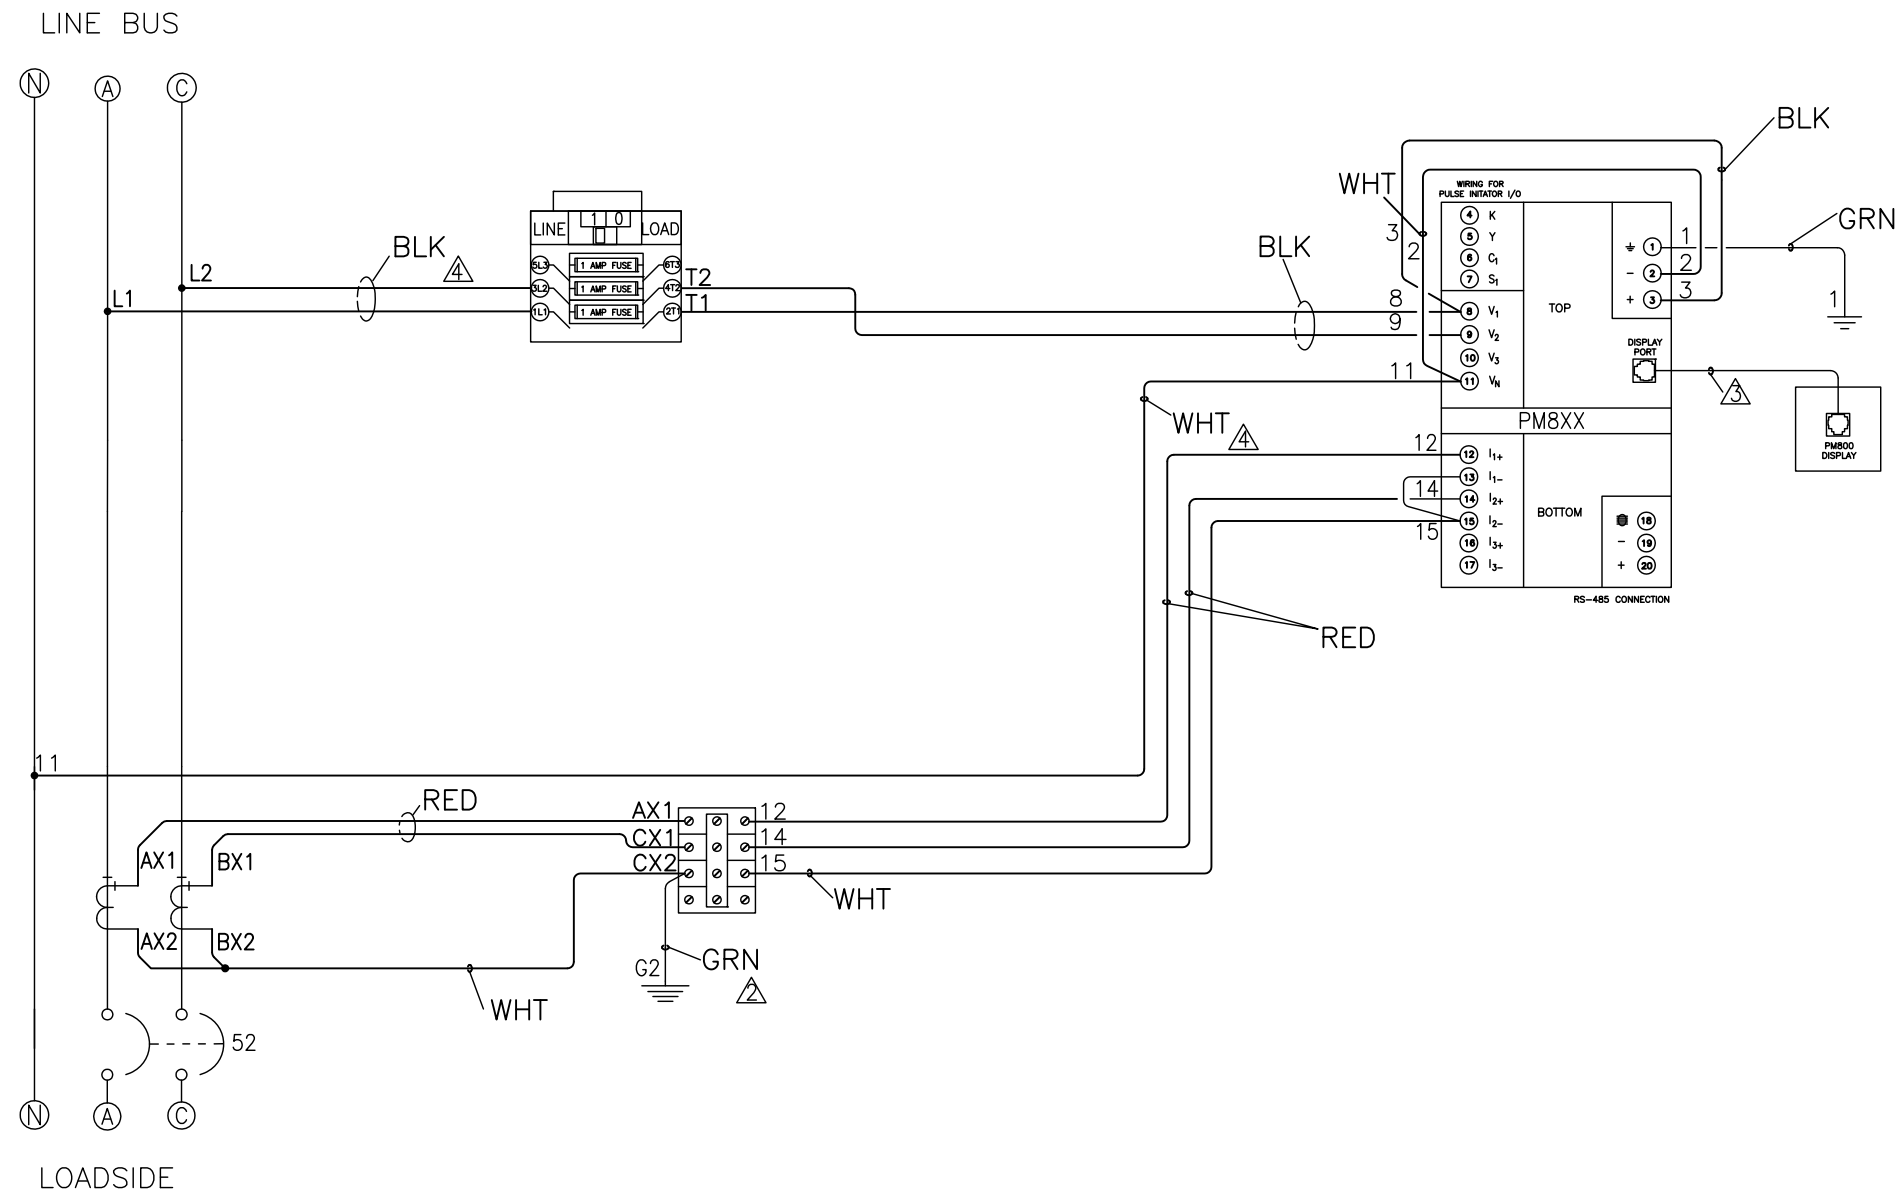 LINE BUS
N A C
BLK
WHT
WIRING FOR
PULSE INITATOR I/O
GRN
LINE 1 0 LOAD
4 K
5 Y
6 C1
7 S1
3
2
1 1
− 2 2
+ 3 3
1
BLK 4
BLK
L2
L1
5L3 1 AMP FUSE 6T3
3L2 1 AMP FUSE 4T2
1L1 1 AMP FUSE 2T1
T2
T1
8
9
11
8 V1
9 V2
10 V3
11 VN
TOP
DISPLAY
PORT
3
PM800
DISPLAY
WHT 4
PM8XX
12
14
15
12 I1+
13 I1−
14 I2+
15 I2−
16 I3+
17 I3−
BOTTOM
18
− 19
+ 20
RS−485 CONNECTION
RED
11
RED
AX1 12
CX1 14
CX2 15
AX1 BX1
WHT
AX2 BX2
G2
GRN
2
WHT
52
N A C
LOADSIDE